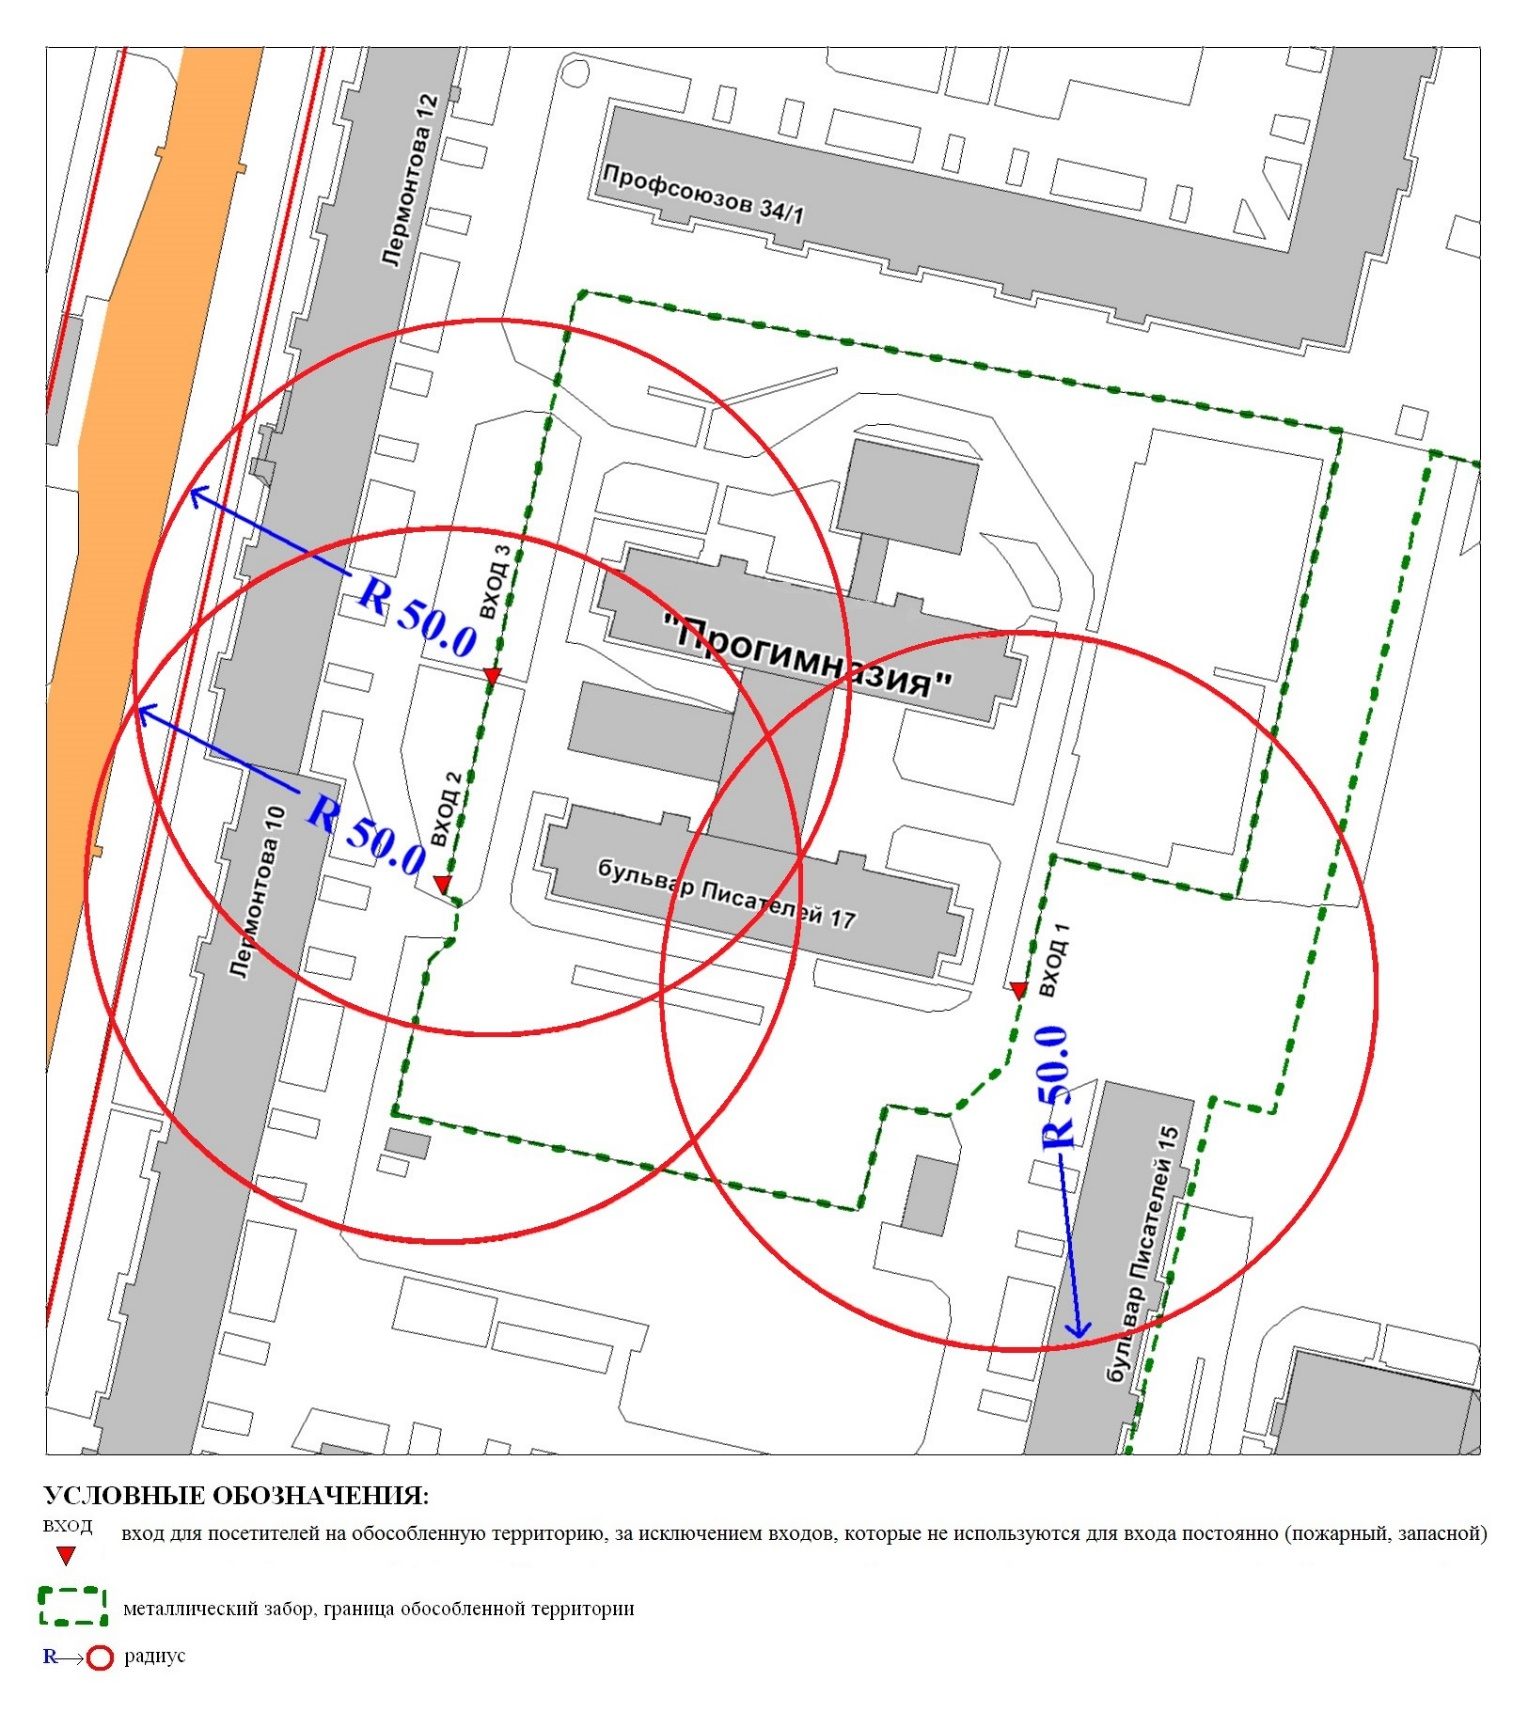 Лермонтова 12
Профсоюзов 34/1
ВХОД 3
R 50.0
"Прогимназия"
ВХОД 2
R 50.0
Лермонтова 10
бульвар Писателей 17
ВХОД 1
R 50.0
бульвар Писателей 15
УСЛОВНЫЕ ОБОЗНАЧЕНИЯ:
ВХОД
вход для посетителей на обособленную территорию, за исключением входов, которые не используются для входа постоянно (пожарный, запасной)
металлический забор, граница обособленной территории
R радиус